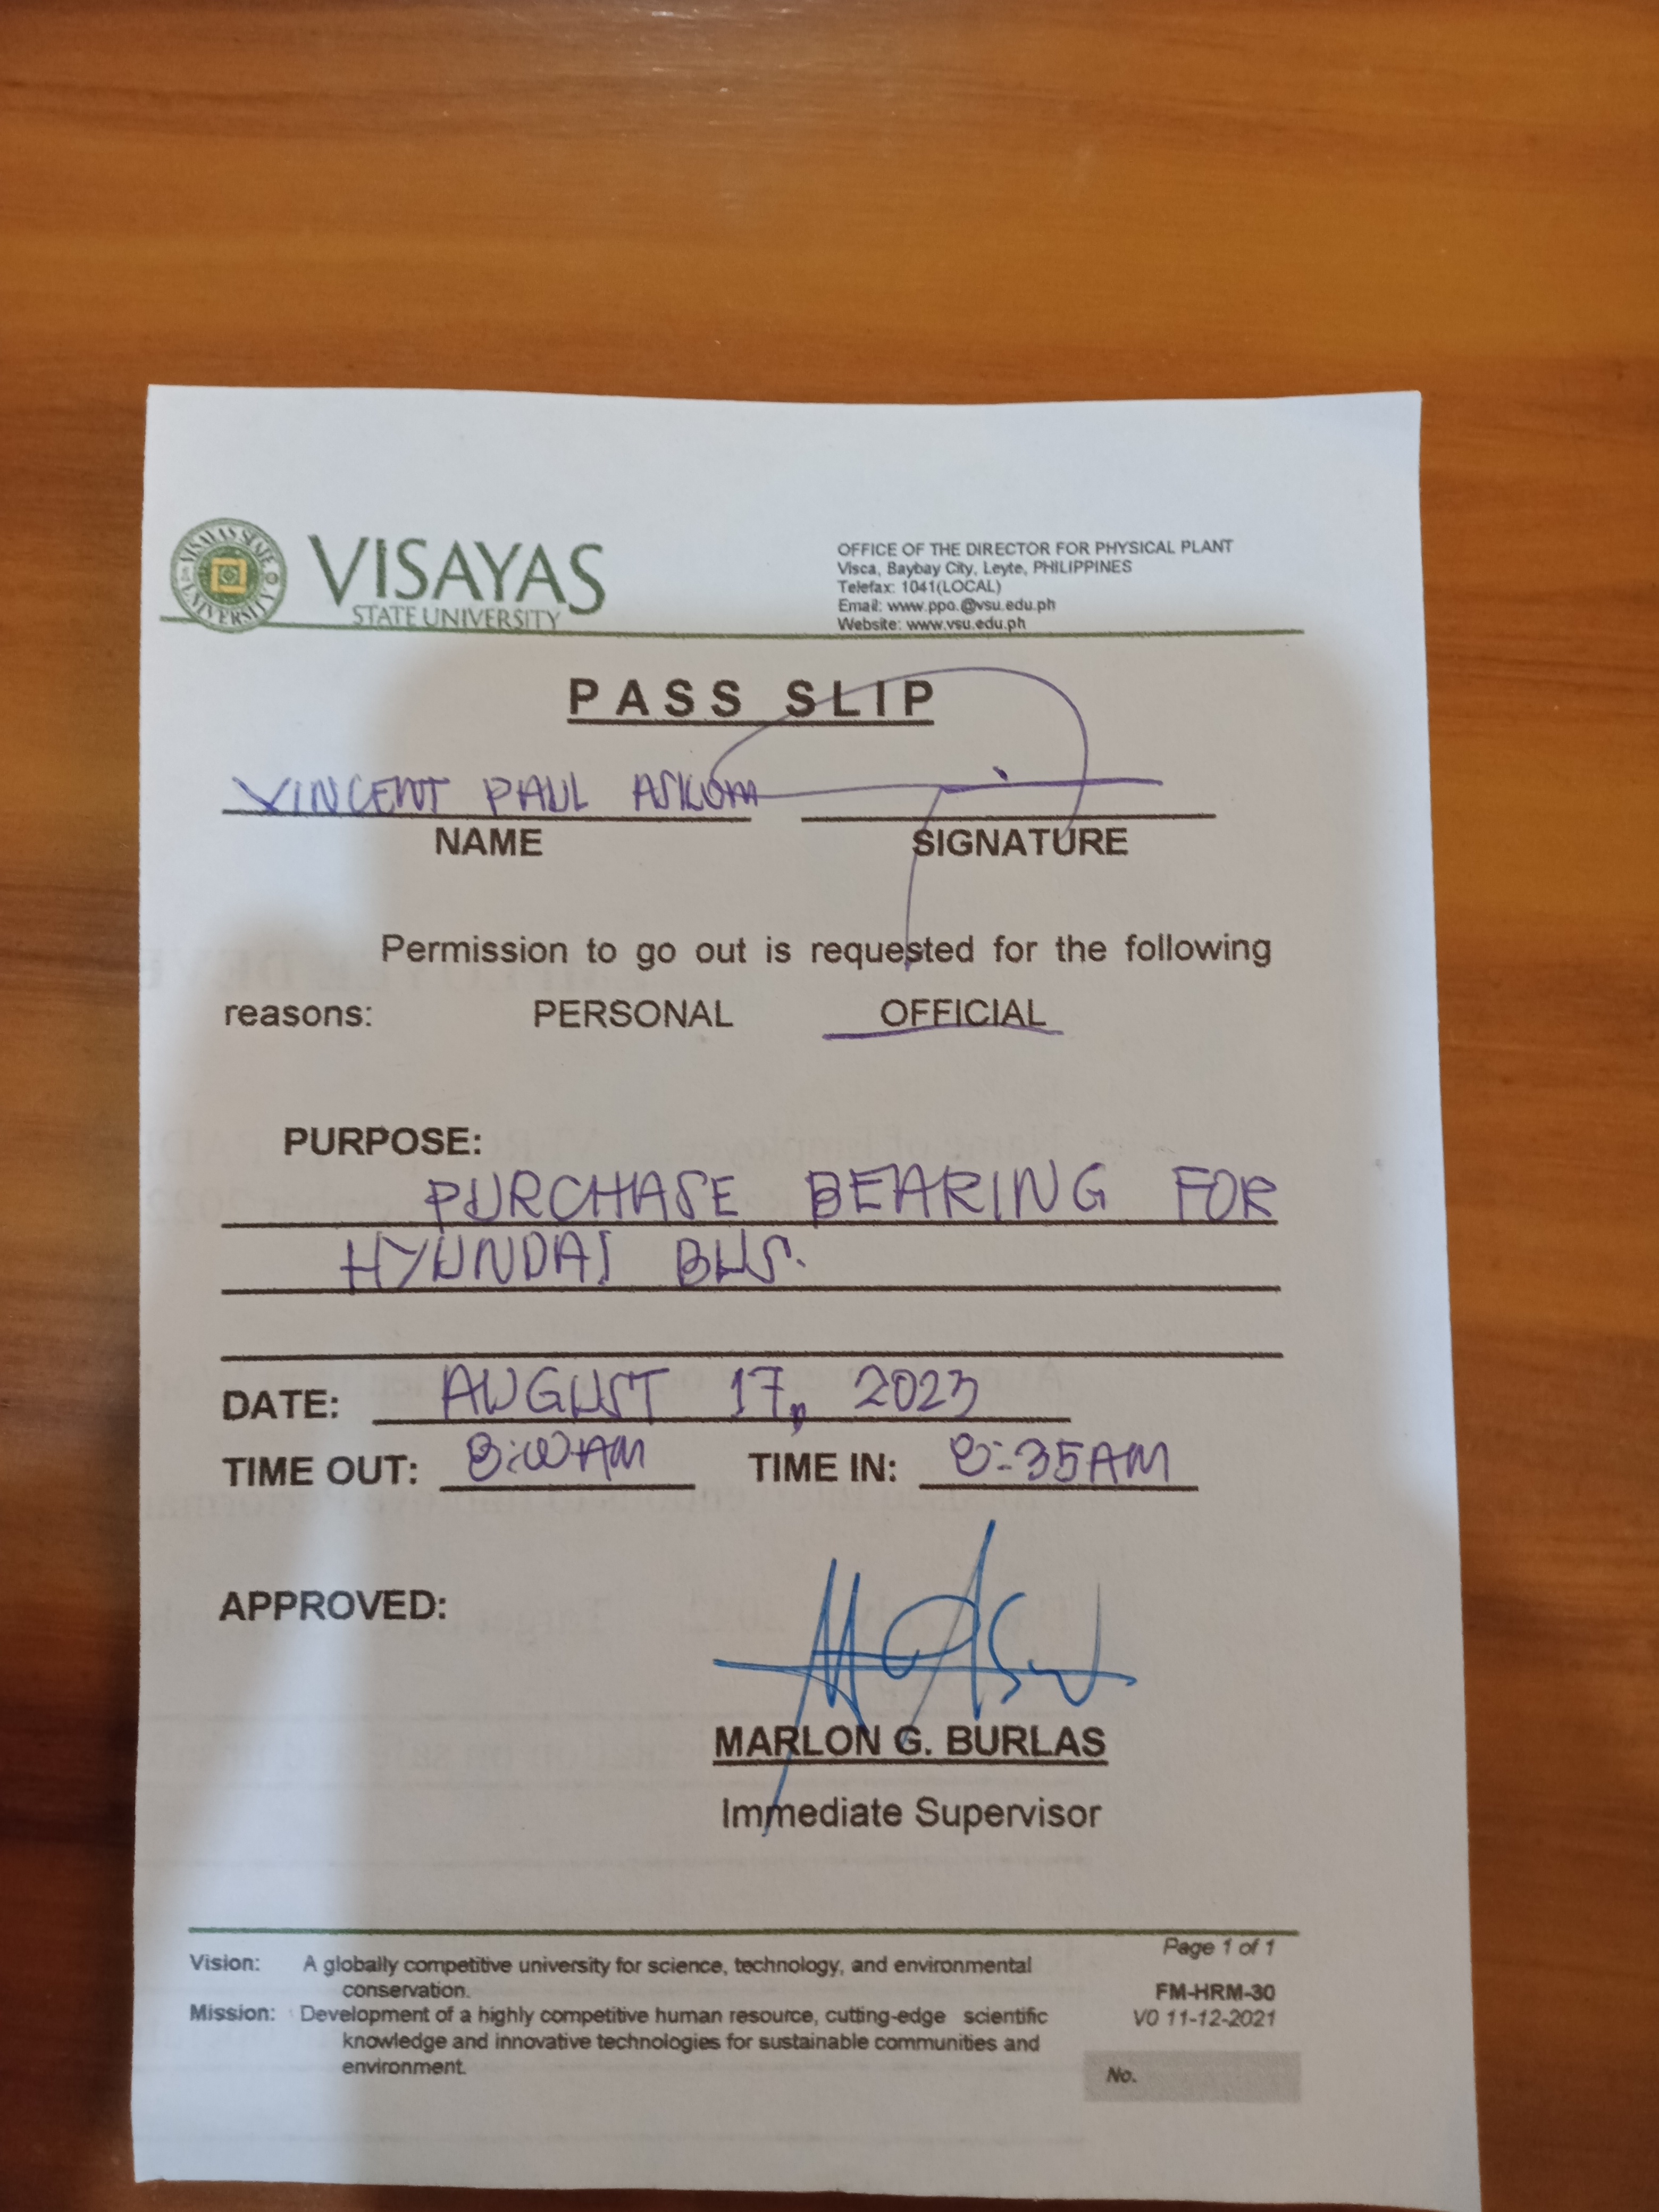 VISAYAS STATE UNIVERSITY
VISAYAS
STATE UNIVERSITY
OFFICE OF THE DIRECTOR FOR PHYSICAL PLANT
Visca, Baybay City, Leyte, PHILIPPINES
Telefax: 1041(LOCAL)
Email: www.ppo.@vsu.edu.ph
Website: www.vsu.edu.ph
PASS SLIP
VINCENT PAUL
NAME SIGNATURE
Permission to go out is requested for the following
reasons: PERSONAL OFFICIAL
PURPOSE:
PURCHASE BEARING FOR
HYUNDAI BUS.
DATE: AUGUST 17, 2023
TIME OUT: 8:00AM TIME IN: 8:35AM
APPROVED:
MARLON G. BURLAS
Immediate Supervisor
Vision: A globally competitive university for science, technology, and environmental
conservation.
Mission: Development of a highly competitive human resource, cutting-edge scientific
knowledge and innovative technologies for sustainable communities and
environment.
Page 1 of 1
FM-HRM-30
V0 11-12-2021
No.